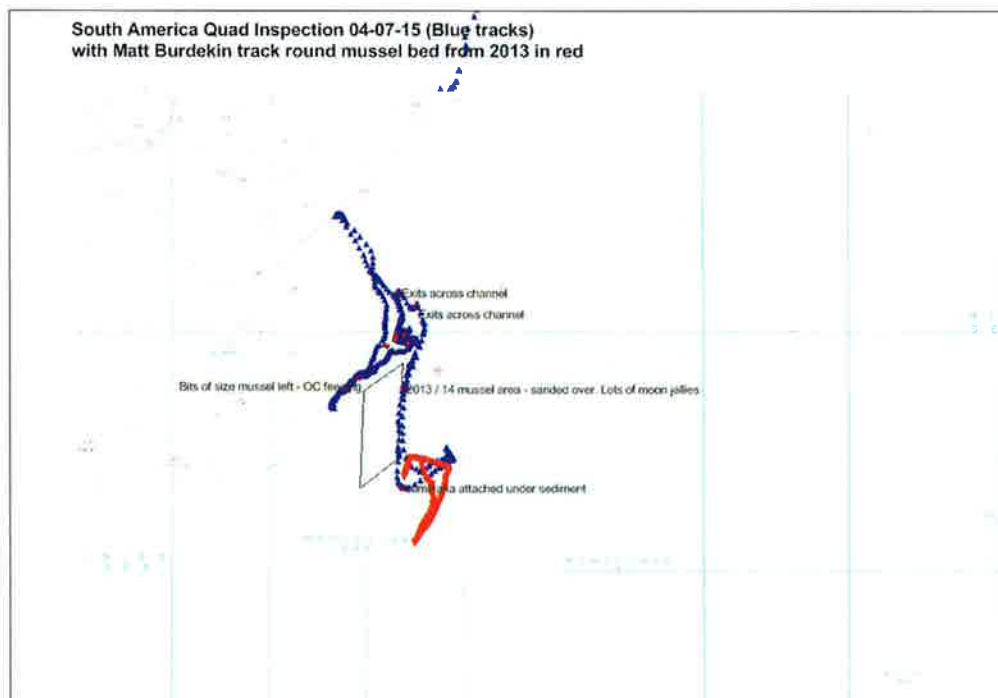 South America Quad Inspection 04-07-15 (Blue tracks)
with Matt Burdekin track round mussel bed from 2013 in red
Exits across channel
Exits across channel
Bits of size mussel left - OC feeding
2013 / 14 mussel area - sanded over. Lots of moon jellies
attached under sediment